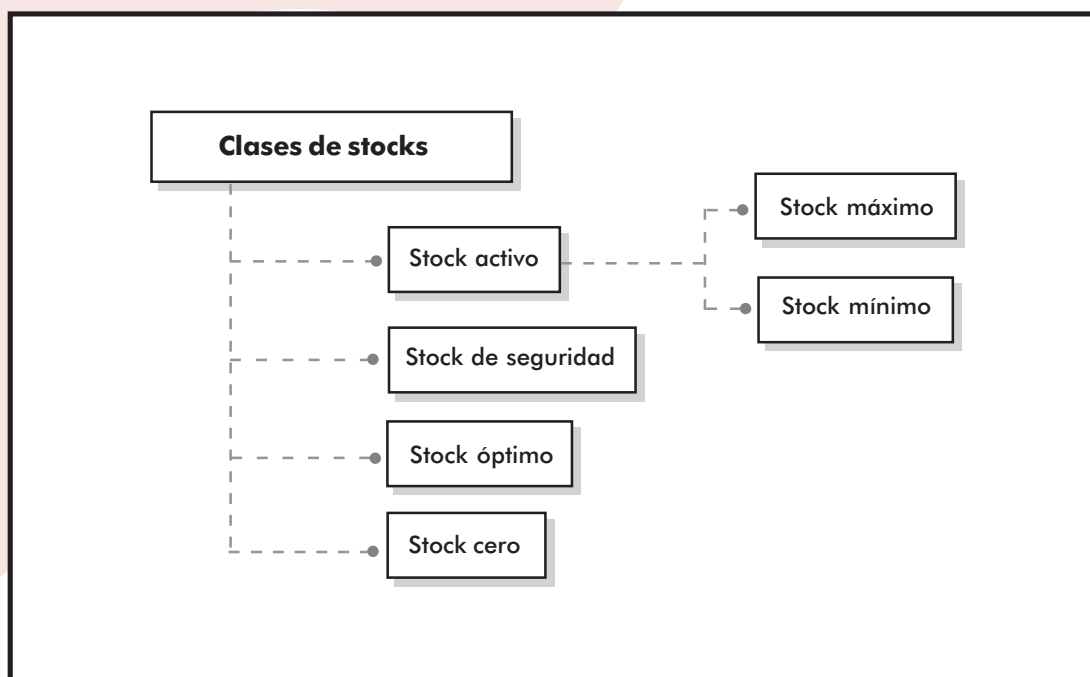 Clases de stocks
Stock activo
Stock máximo
Stock mínimo
Stock de seguridad
Stock óptimo
Stock cero